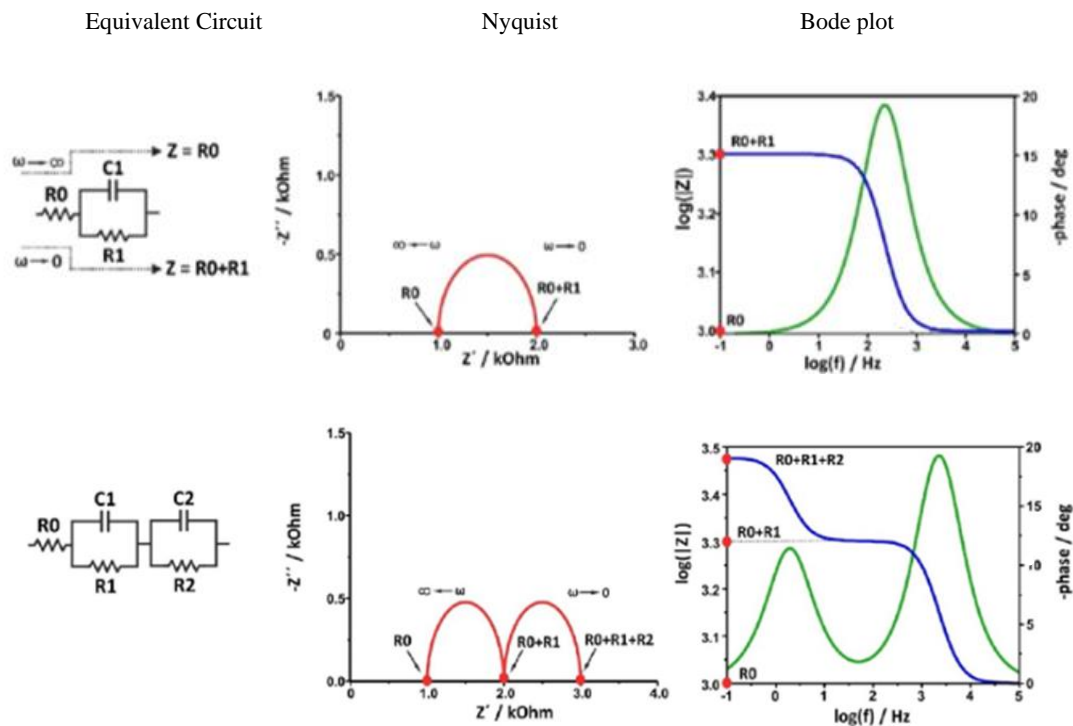 Equivalent Circuit
Nyquist
Bode plot
ω→∞
Z = R0
C1
R0
R1
ω→0
Z = R0+R1
1.5
1.0
0.5
0
-Z´´ / kOhm
∞←ω
ω→0
R0
R0+R1
0
1.0
2.0
3.0
Z´ / kOhm
3.4
3.3
3.2
3.1
3.0
log(|Z|)
R0+R1
R0
20
15
10
5
0
-phase / deg
-1
0
1
2
3
4
5
log(f) / Hz
C1
C2
R0
R1
R2
1.5
1.0
0.5
0.0
-Z´´ / kOhm
∞←ω
ω→0
R0
R0+R1
R0+R1+R2
0
1.0
2.0
3.0
4.0
Z´ / kOhm
3.5
3.4
3.3
3.2
3.1
3.0
log(|Z|)
R0+R1+R2
R0+R1
R0
20
15
10
5
0
-phase / deg
-1
0
1
2
3
4
5
log(f) / Hz